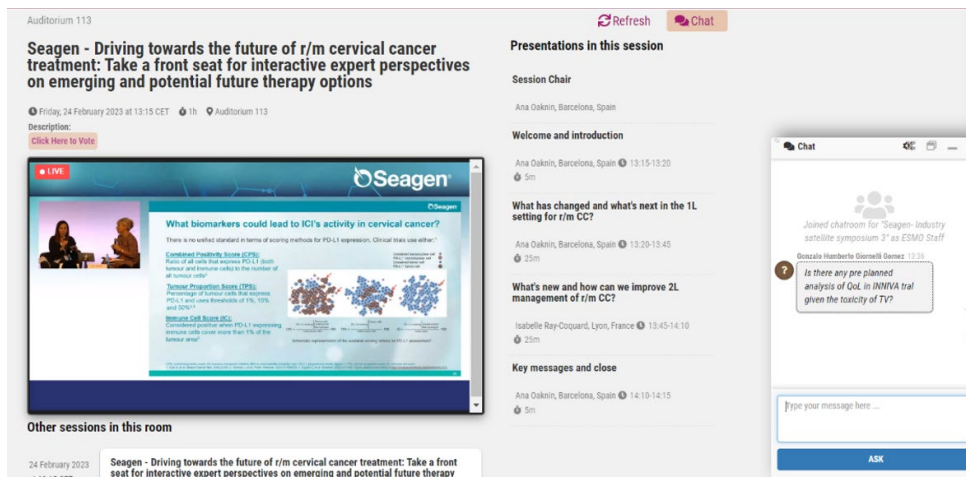 Auditorium 113
Refresh
Chat
Seagen - Driving towards the future of r/m cervical cancer
treatment: Take a front seat for interactive expert perspectives
on emerging and potential future therapy options
Friday, 24 February 2023 at 13:15 CET 1h Auditorium 113
Description:
Click Here to Vote
LIVE
Seagen
Seagen
What biomarkers could lead to ICI's activity in cervical cancer?
There is no unified standard in terms of scoring methods for PD-L1 expression. Clinical trials use either:
Combined Positivity Score (CPS):
Ratio of all cells that express PD-L1 (both
tumour and immune cells) to the number of
all tumour cells
Tumour Proportion Score (TPS):
Percentage of tumour cells that express
PD-L1 and uses thresholds of 1%, 10%
and 50%
Immune Cell Score (IC):
Considered positive when PD-L1 expressing
immune cells cover more than 1% of the
tumour area
Other sessions in this room
24 February 2023
Seagen - Driving towards the future of r/m cervical cancer treatment: Take a front
seat for interactive expert perspectives on emerging and potential future therapy
Presentations in this session
Session Chair
Ana Oaknin, Barcelona, Spain
Welcome and introduction
Ana Oaknin, Barcelona, Spain 13:15-13:20
5m
What has changed and what's next in the 1L
setting for r/m CC?
Ana Oaknin, Barcelona, Spain 13:20-13:45
25m
What's new and how can we improve 2L
management of r/m CC?
Isabelle Ray-Coquard, Lyon, France 13:45-14:10
25m
Key messages and close
Ana Oaknin, Barcelona, Spain 14:10-14:15
5m
Chat
Joined chatroom for "Seagen- Industry
satellite symposium 3" as ESMO Staff
Gonzalo Humberto Giornelli Gomez
Is there any pre planned
analysis of QoL in INNIVA tral
given the toxicity of TV?
Type your message here ...
ASK